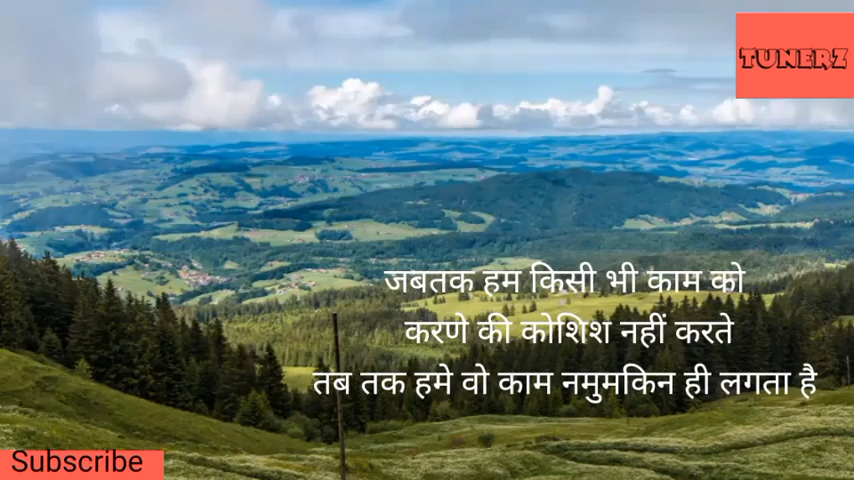 TUNERZ
जबतक हम किसी भी काम को
करणे की कोशिश नहीं करते
तब तक हमे वो काम नमुमकिन ही लगता है
Subscribe